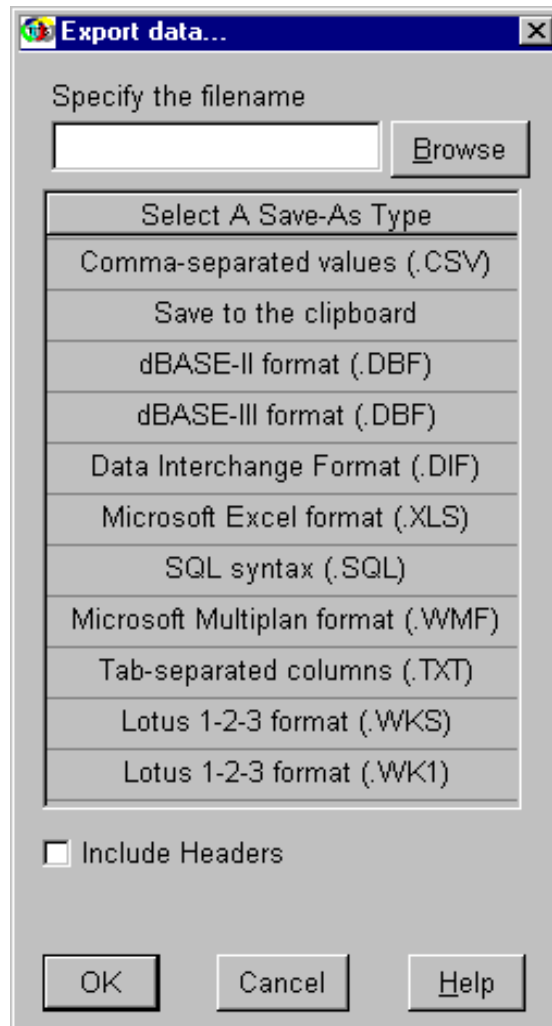 Export data...
Specify the filename
Browse
Select A Save-As Type
Comma-separated values (.CSV)
Save to the clipboard
dBASE-II format (.DBF)
dBASE-III format (.DBF)
Data Interchange Format (.DIF)
Microsoft Excel format (.XLS)
SQL syntax (.SQL)
Microsoft Multiplan format (.WMF)
Tab-separated columns (.TXT)
Lotus 1-2-3 format (.WKS)
Lotus 1-2-3 format (.WK1)
Include Headers
OK Cancel Help